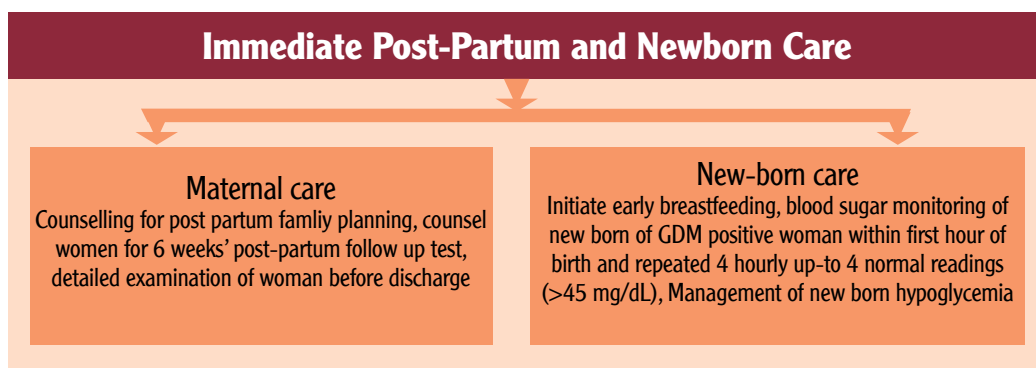 Immediate Post-Partum and Newborn Care
Maternal care
Counselling for post partum famliy planning, counsel
women for 6 weeks' post-partum follow up test,
detailed examination of woman before discharge
New-born care
Initiate early breastfeeding, blood sugar monitoring of
new born of GDM positive woman within first hour of
birth and repeated 4 hourly up-to 4 normal readings
(>45 mg/dL), Management of new born hypoglycemia